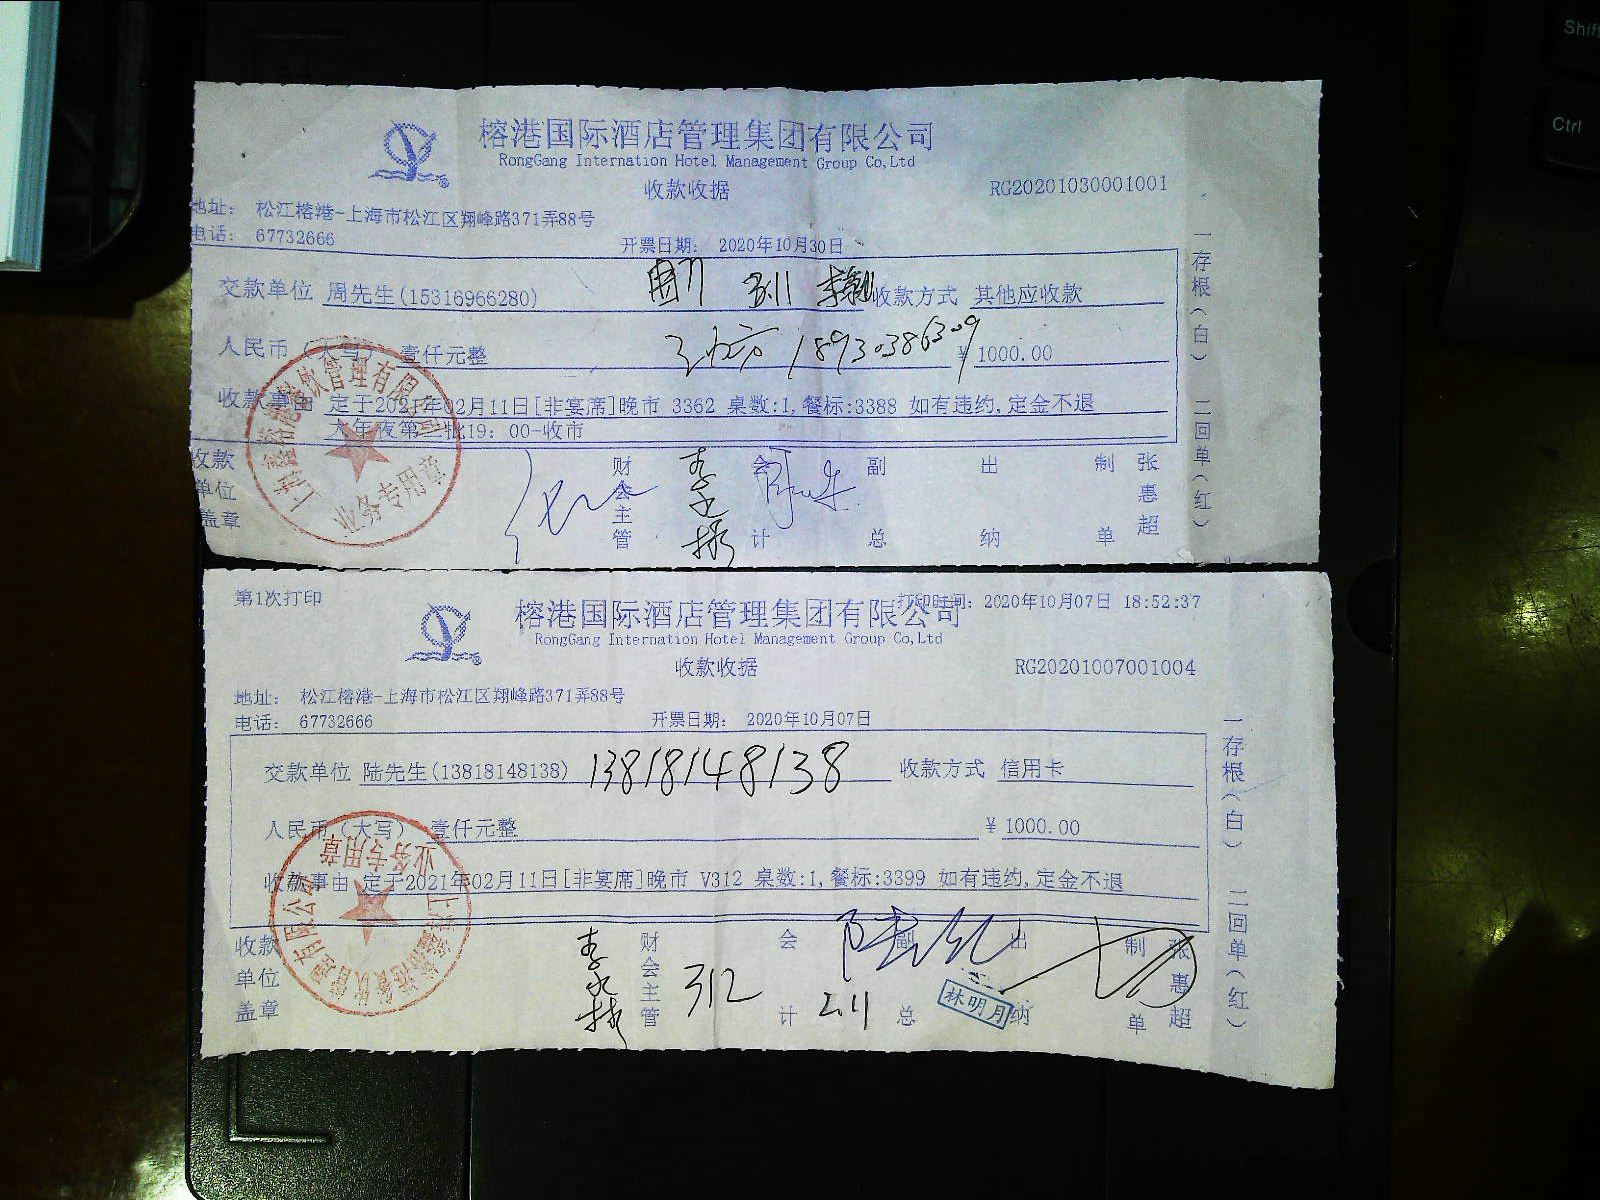 Shift
Ctrl
榕港国际酒店管理集团有限公司
RongGang Internation Hotel Management Group Co,Ltd
收款收据
RG20201030001001
地址： 松江榕港-上海市松江区翔峰路371弄88号
电话： 67732666
开票日期： 2020年10月30日
交款单位 周先生(15316966280)
收款方式 其他应收款
人民币（大写） 壹仟元整
18930386309
¥ 1000.00
收款事由 定于2021年02月11日[非宴席]晚市 3362 桌数:1,餐标:3388 如有违约,定金不退
大年夜第二批19：00-收市
收款单位盖章
财会主管
会计
副总
出纳
制单
张惠超
一存根（白） 二回单（红）
业务专用章
第1次打印
打印时间： 2020年10月07日 18:52:37
榕港国际酒店管理集团有限公司
RongGang Internation Hotel Management Group Co,Ltd
收款收据
RG20201007001004
地址： 松江榕港-上海市松江区翔峰路371弄88号
电话： 67732666
开票日期： 2020年10月07日
交款单位 陆先生(13818148138)
13818148138
收款方式 信用卡
人民币（大写） 壹仟元整
¥ 1000.00
收款事由 定于2021年02月11日[非宴席]晚市 V312 桌数:1,餐标:3399 如有违约,定金不退
收款单位盖章
财会主管
312
会计
2.11
副总
林明月
出纳
制单
张惠超
一存根（白） 二回单（红）
业务专用章